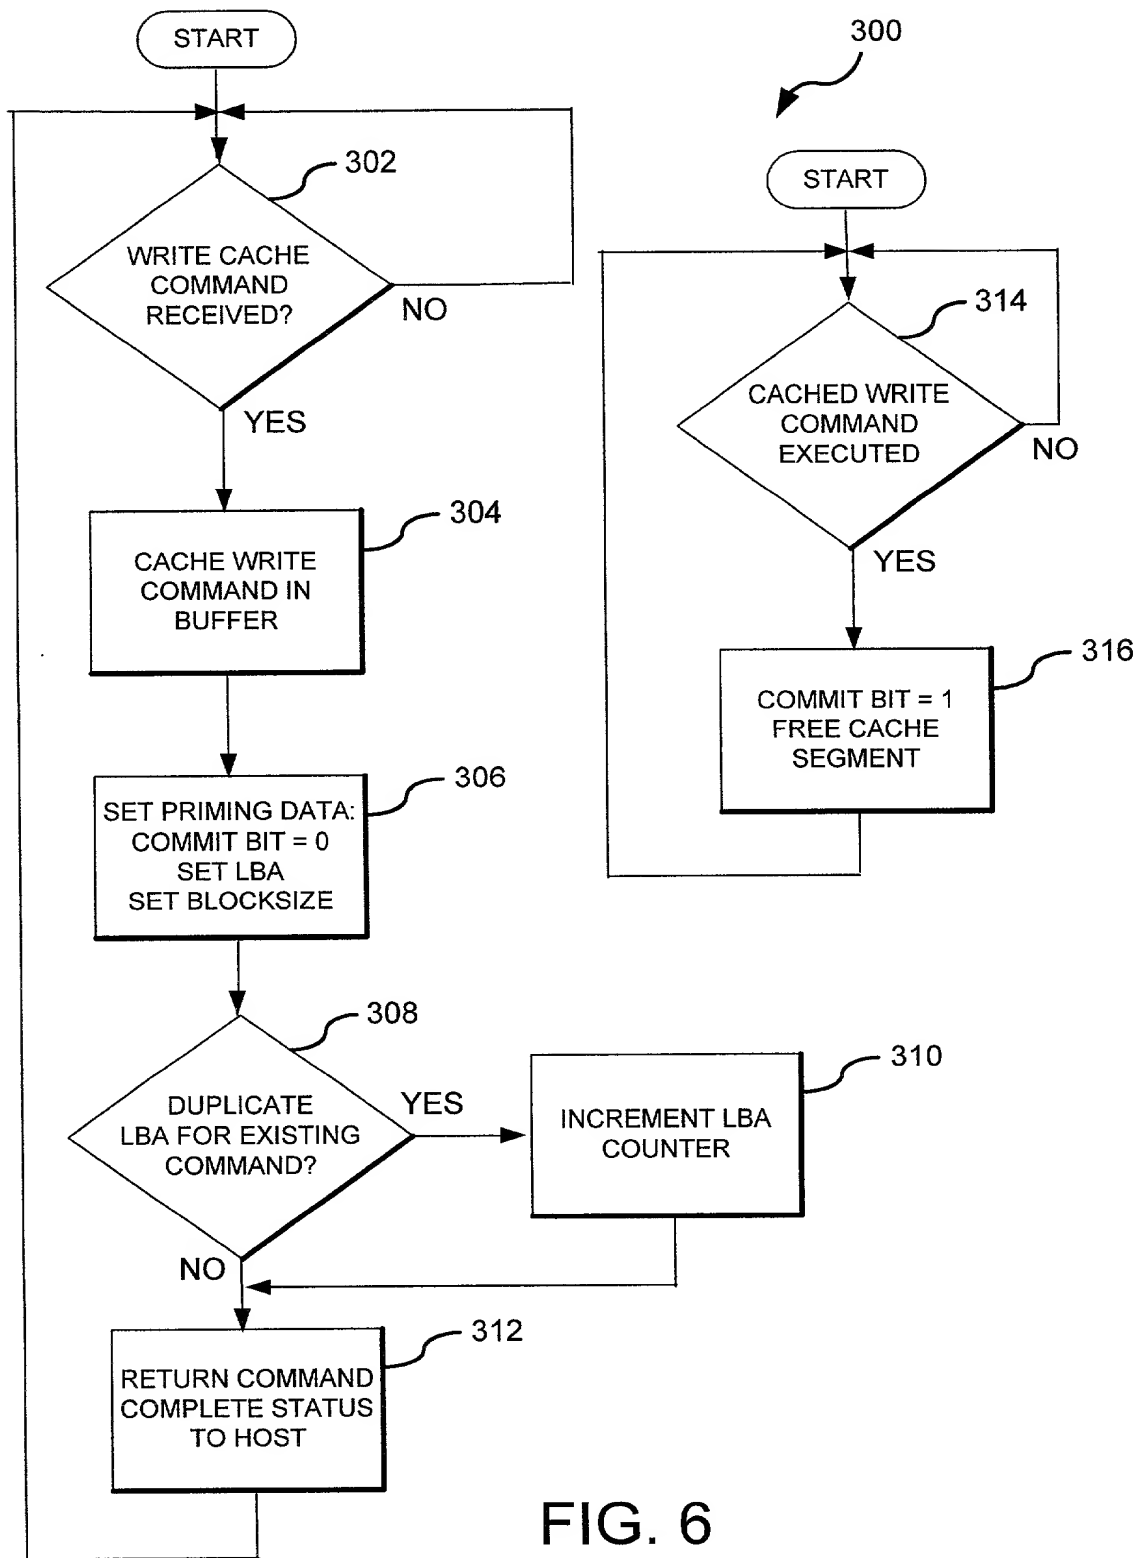 START
302
WRITE CACHE
COMMAND
RECEIVED?
NO
YES
304
CACHE WRITE
COMMAND IN
BUFFER
306
SET PRIMING DATA:
COMMIT BIT = 0
SET LBA
SET BLOCKSIZE
308
DUPLICATE
LBA FOR EXISTING
COMMAND?
YES
310
INCREMENT LBA
COUNTER
NO
312
RETURN COMMAND
COMPLETE STATUS
TO HOST
300
START
314
CACHED WRITE
COMMAND
EXECUTED
NO
YES
316
COMMIT BIT = 1
FREE CACHE
SEGMENT
FIG. 6